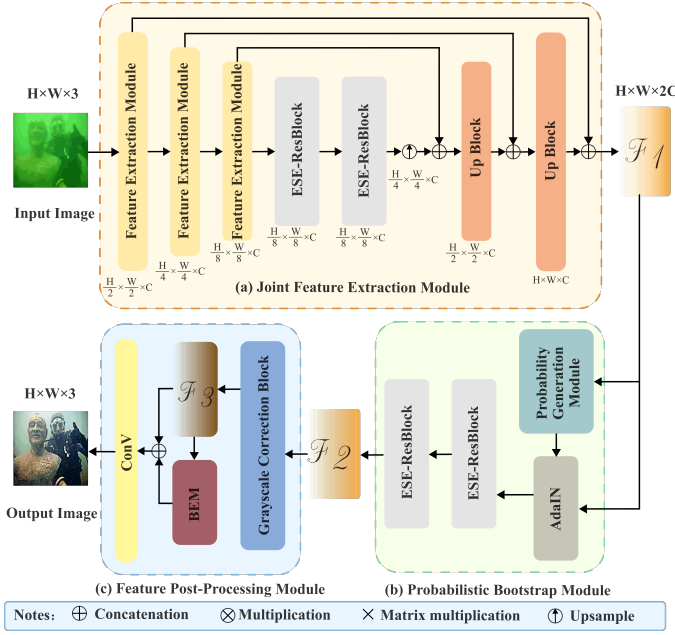 H×W×3
Input Image
Feature Extraction Module
Feature Extraction Module
Feature Extraction Module
ESE-ResBlock
ESE-ResBlock
Up Block
Up Block
H×W×2C
ℱ1
H/2 × W/2 ×C
H/4 × W/4 ×C
H/8 × W/8 ×C
H/8 × W/8 ×C
H/8 × W/8 ×C
H/4 × W/4 ×C
H/2 × W/2 ×C
H×W×C
(a) Joint Feature Extraction Module
H×W×3
Output Image
ConV
ℱ3
BEM
Grayscale Correction Block
ℱ2
ESE-ResBlock
ESE-ResBlock
Probability
Generation
Module
AdaIN
(c) Feature Post-Processing Module
(b) Probabilistic Bootstrap Module
Notes: ⊕ Concatenation ⊗ Multiplication × Matrix multiplication Upsample